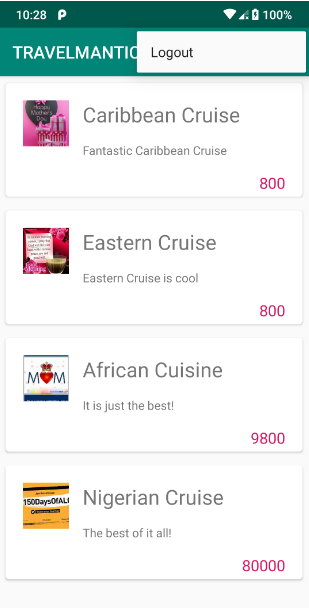 10:28
100%
TRAVELMANTIC
Logout
Happy
Mother's
Day
Caribbean Cruise
Fantastic Caribbean Cruise
800
Eastern Cruise
Eastern Cruise is cool
800
M M
African Cuisine
It is just the best!
9800
150DaysOfALC
Nigerian Cruise
The best of it all!
80000